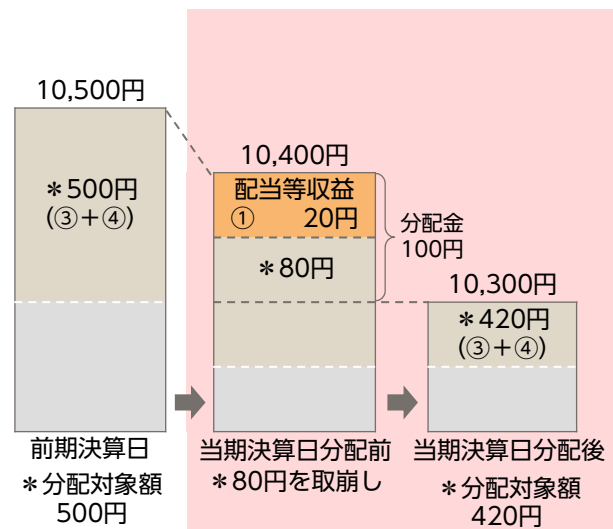 10,500円
＊500円
(③＋④)
前期決算日
＊分配対象額
500円
10,400円
配当等収益
① 20円
＊80円
分配金
100円
当期決算日分配前
＊80円を取崩し
10,300円
＊420円
(③＋④)
当期決算日分配後
＊分配対象額
420円